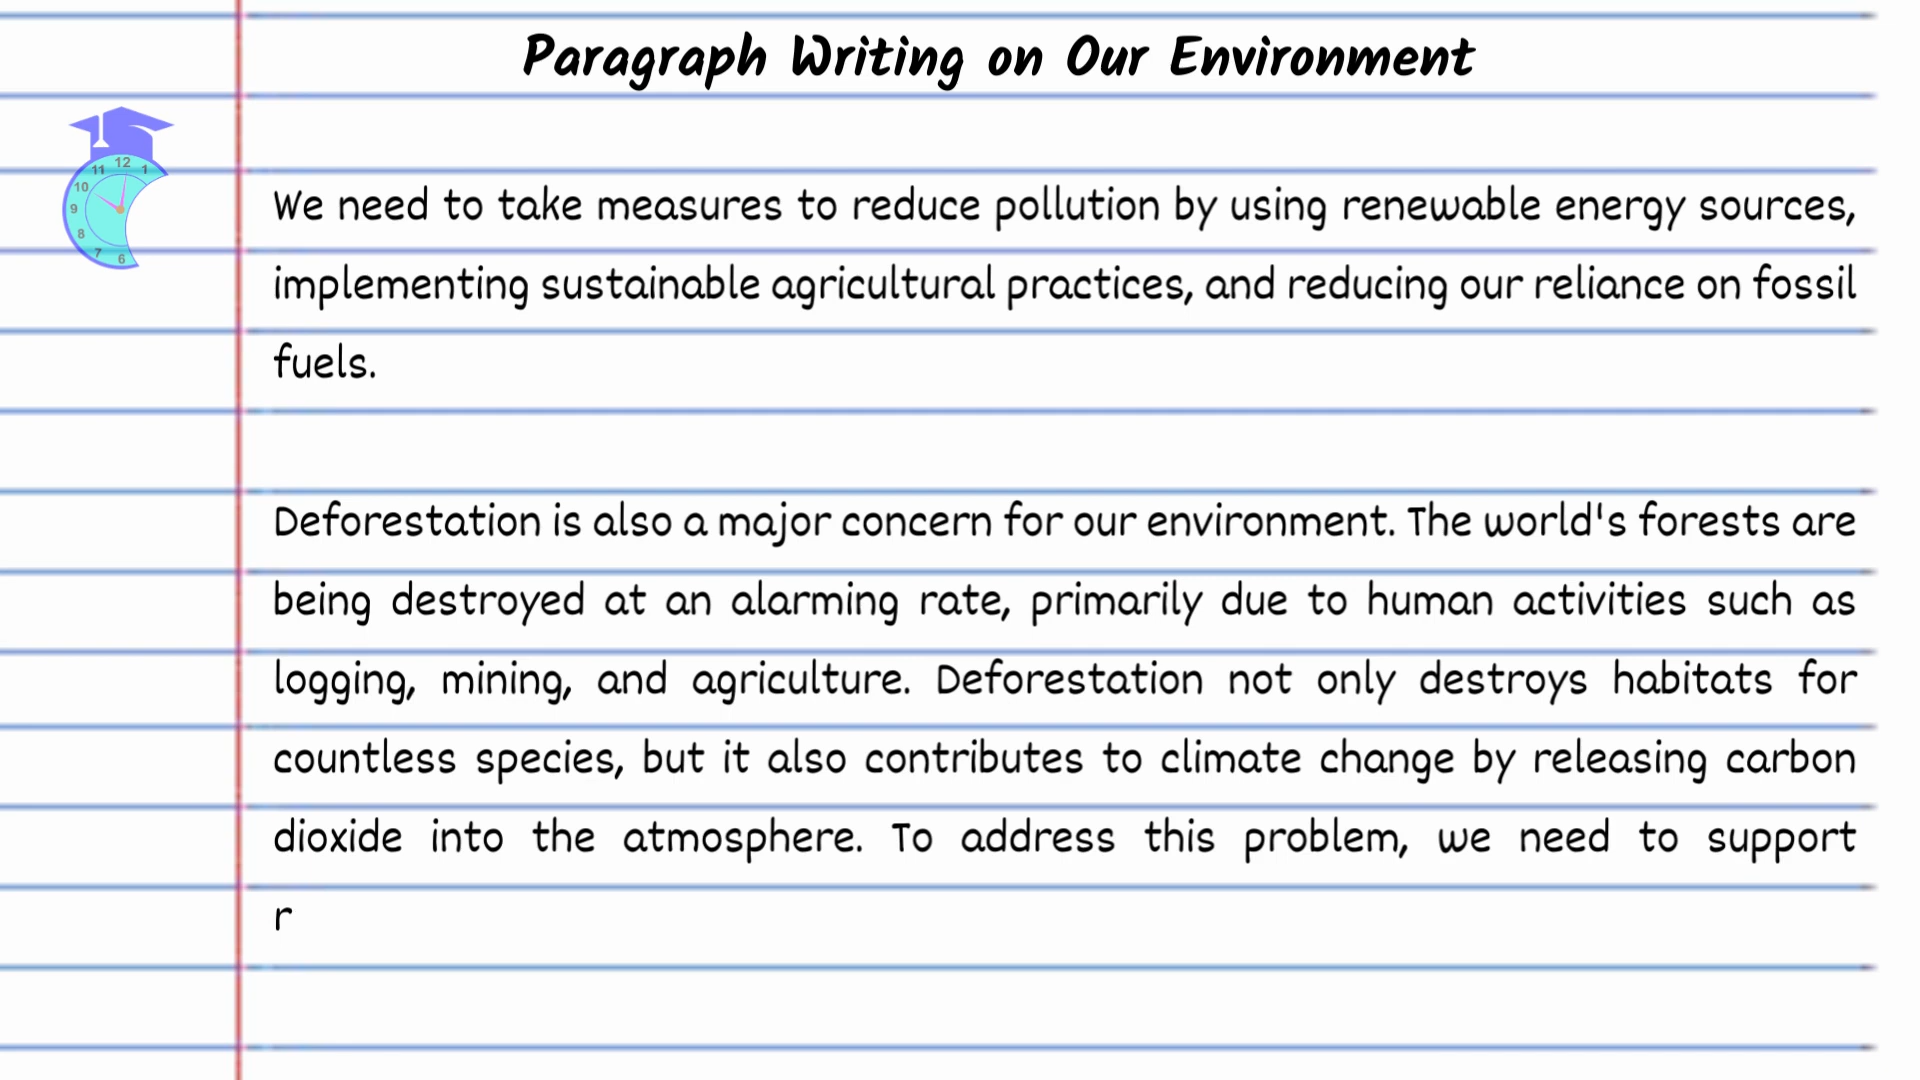 Paragraph Writing on Our Environment
12
11 1
10
9
8
7
6
We need to take measures to reduce pollution by using renewable energy sources,
implementing sustainable agricultural practices, and reducing our reliance on fossil
fuels.
Deforestation is also a major concern for our environment. The world's forests are
being destroyed at an alarming rate, primarily due to human activities such as
logging, mining, and agriculture. Deforestation not only destroys habitats for
countless species, but it also contributes to climate change by releasing carbon
dioxide into the atmosphere. To address this problem, we need to support
r